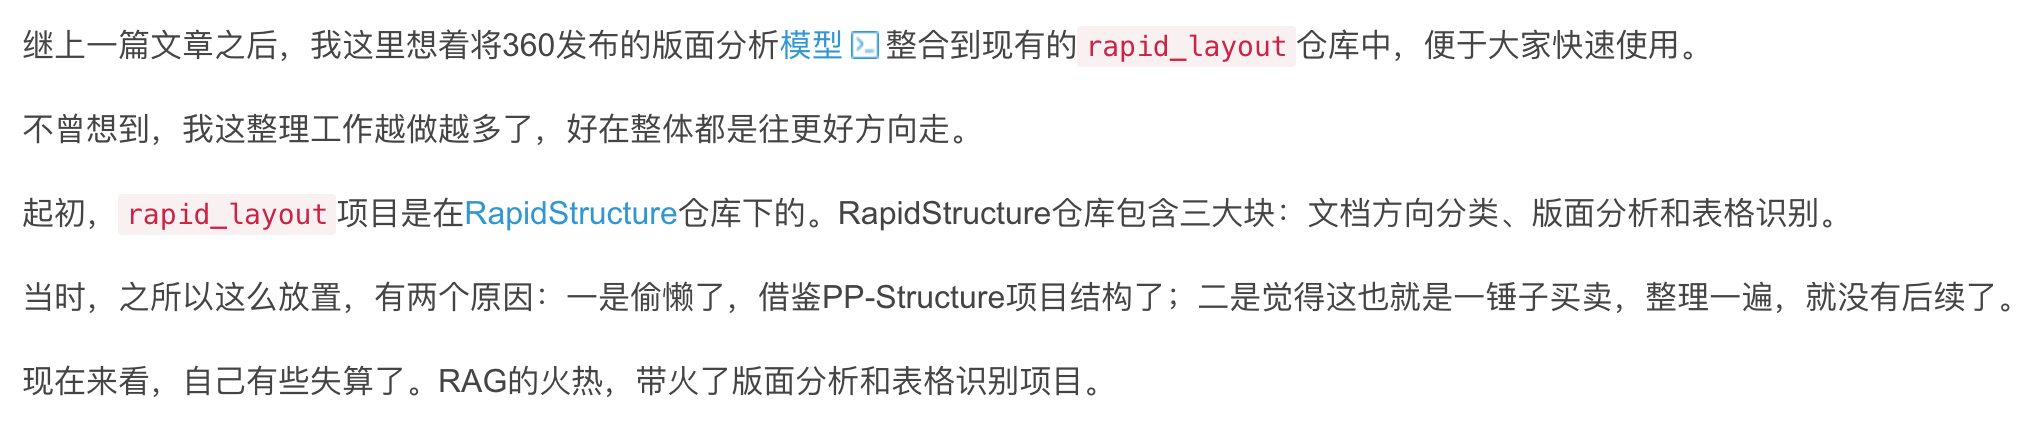 继上一篇文章之后，我这里想着将360发布的版面分析模型整合到现有的rapid_layout仓库中，便于大家快速使用。
不曾想到，我这整理工作越做越多了，好在整体都是往更好方向走。
起初，rapid_layout项目是在RapidStructure仓库下的。RapidStructure仓库包含三大块：文档方向分类、版面分析和表格识别。
当时，之所以这么放置，有两个原因：一是偷懒了，借鉴PP-Structure项目结构了；二是觉得这也就是一锤子买卖，整理一遍，就没有后续了。
现在来看，自己有些失算了。RAG的火热，带火了版面分析和表格识别项目。